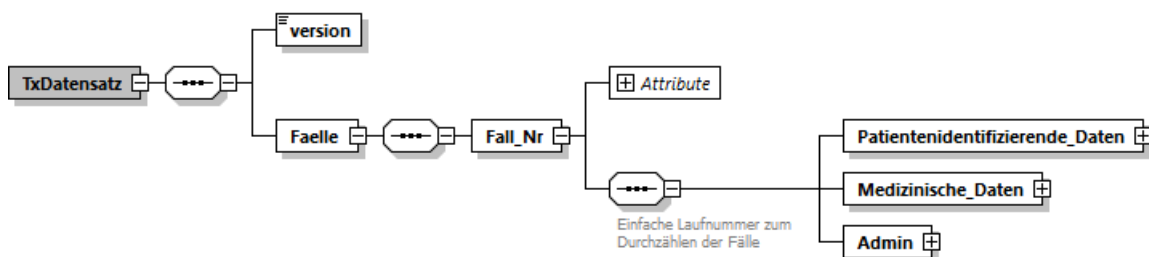 version
TxDatensatz
Attribute
Faelle
Fall_Nr
Patientenidentifizierende_Daten
Medizinische_Daten
Einfache Laufnummer zum
Durchzählen der Fälle
Admin